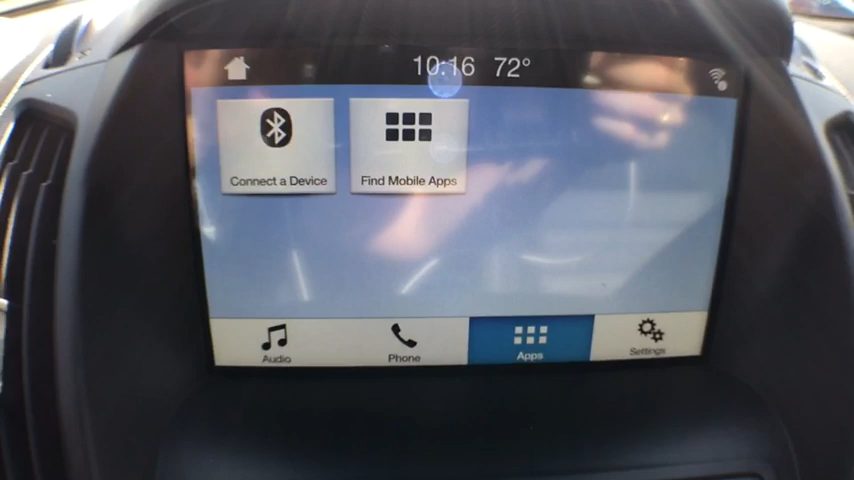 10:16 72°
Connect a Device
Find Mobile Apps
Audio
Phone
Apps
Settings